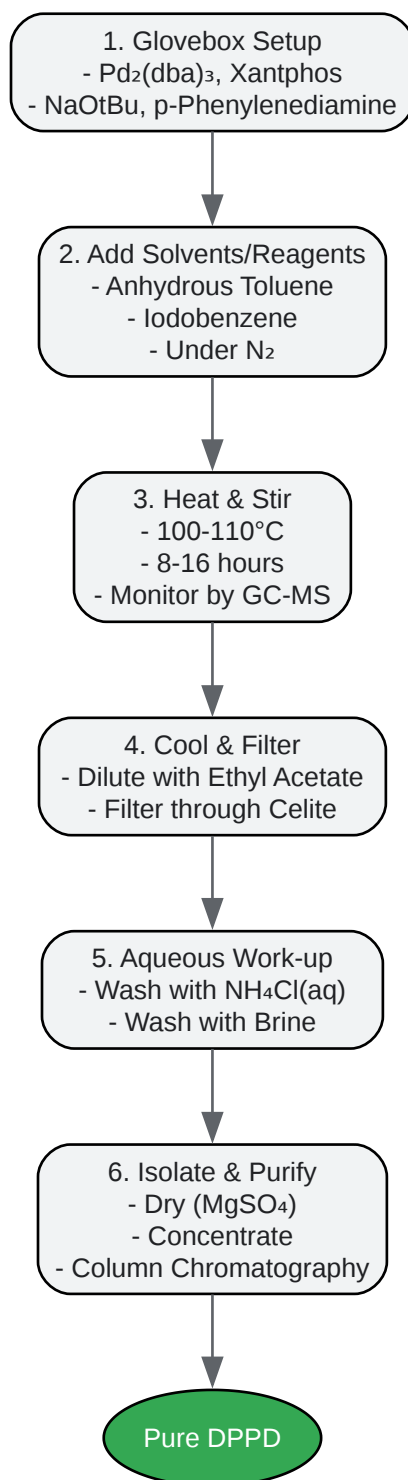 1. Glovebox Setup
- Pd₂(dba)₃, Xantphos
- NaOtBu, p-Phenylenediamine
2. Add Solvents/Reagents
- Anhydrous Toluene
- Iodobenzene
- Under N₂
3. Heat & Stir
- 100-110°C
- 8-16 hours
- Monitor by GC-MS
4. Cool & Filter
- Dilute with Ethyl Acetate
- Filter through Celite
5. Aqueous Work-up
- Wash with NH₄Cl(aq)
- Wash with Brine
6. Isolate & Purify
- Dry (MgSO₄)
- Concentrate
- Column Chromatography
Pure DPPD